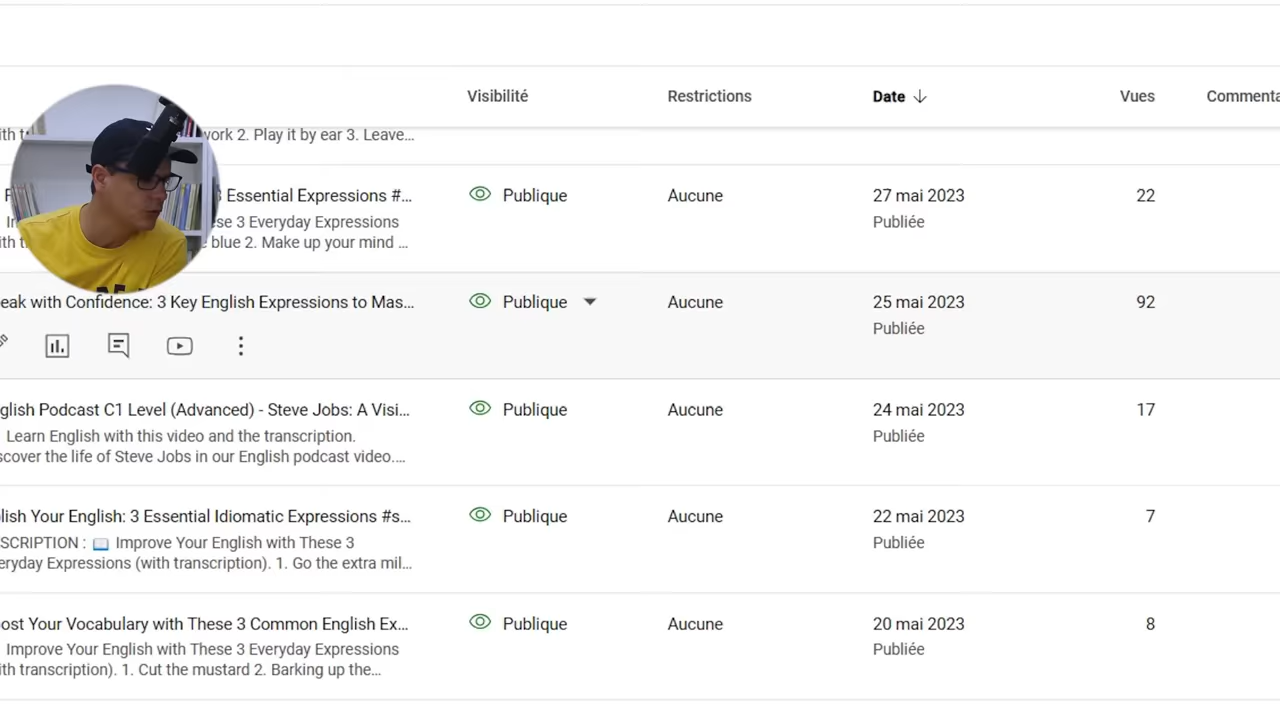 Visibilité Restrictions Date ↓ Vues Commenta
work 2. Play it by ear 3. Leave...
Essential Expressions #... Publique Aucune 27 mai 2023 22
3 Everyday Expressions Publiée
blue 2. Make up your mind ...
eak with Confidence: 3 Key English Expressions to Mas... Publique Aucune 25 mai 2023 92
Publiée
glish Podcast C1 Level (Advanced) - Steve Jobs: A Visi... Publique Aucune 24 mai 2023 17
Learn English with this video and the transcription. Publiée
scover the life of Steve Jobs in our English podcast video....
lish Your English: 3 Essential Idiomatic Expressions #s... Publique Aucune 22 mai 2023 7
SCRIPTION : 📖 Improve Your English with These 3 Publiée
eryday Expressions (with transcription). 1. Go the extra mil...
ost Your Vocabulary with These 3 Common English Ex... Publique Aucune 20 mai 2023 8
Improve Your English with These 3 Everyday Expressions Publiée
ith transcription). 1. Cut the mustard 2. Barking up the...